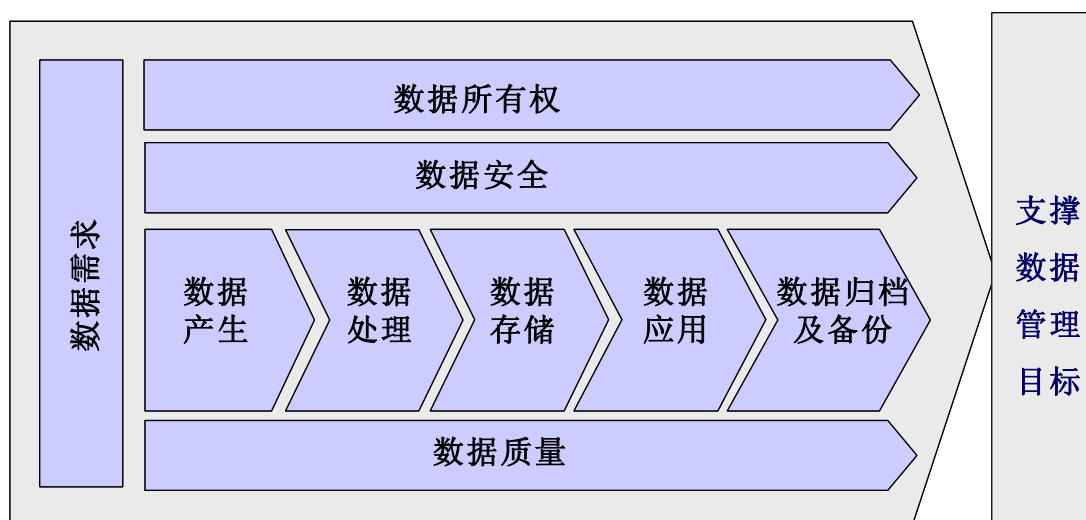 数据需求
数据所有权
数据安全
数据
产生
数据
处理
数据
存储
数据
应用
数据归档
及备份
数据质量
支撑
数据
管理
目标